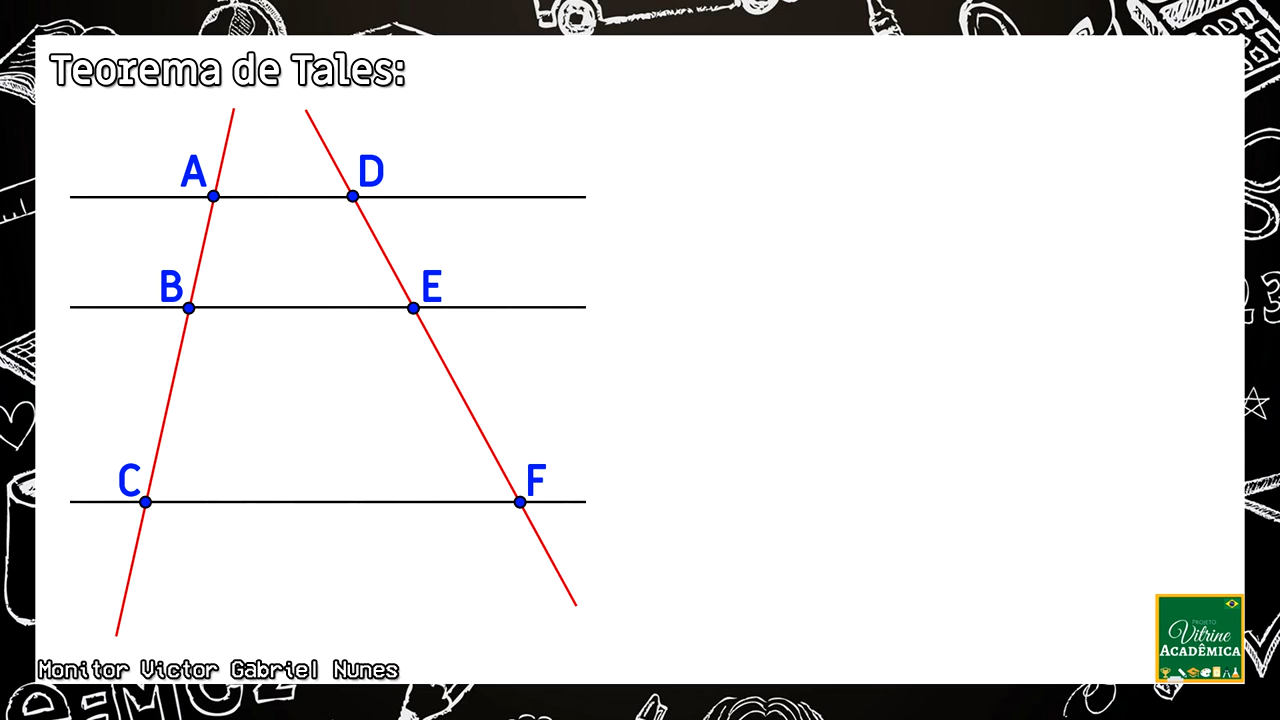 Teorema de Tales:
A
D
B
E
C
F
Monitor Victor Gabriel Nunes
PROJETO
Vitrine
ACADÊMICA